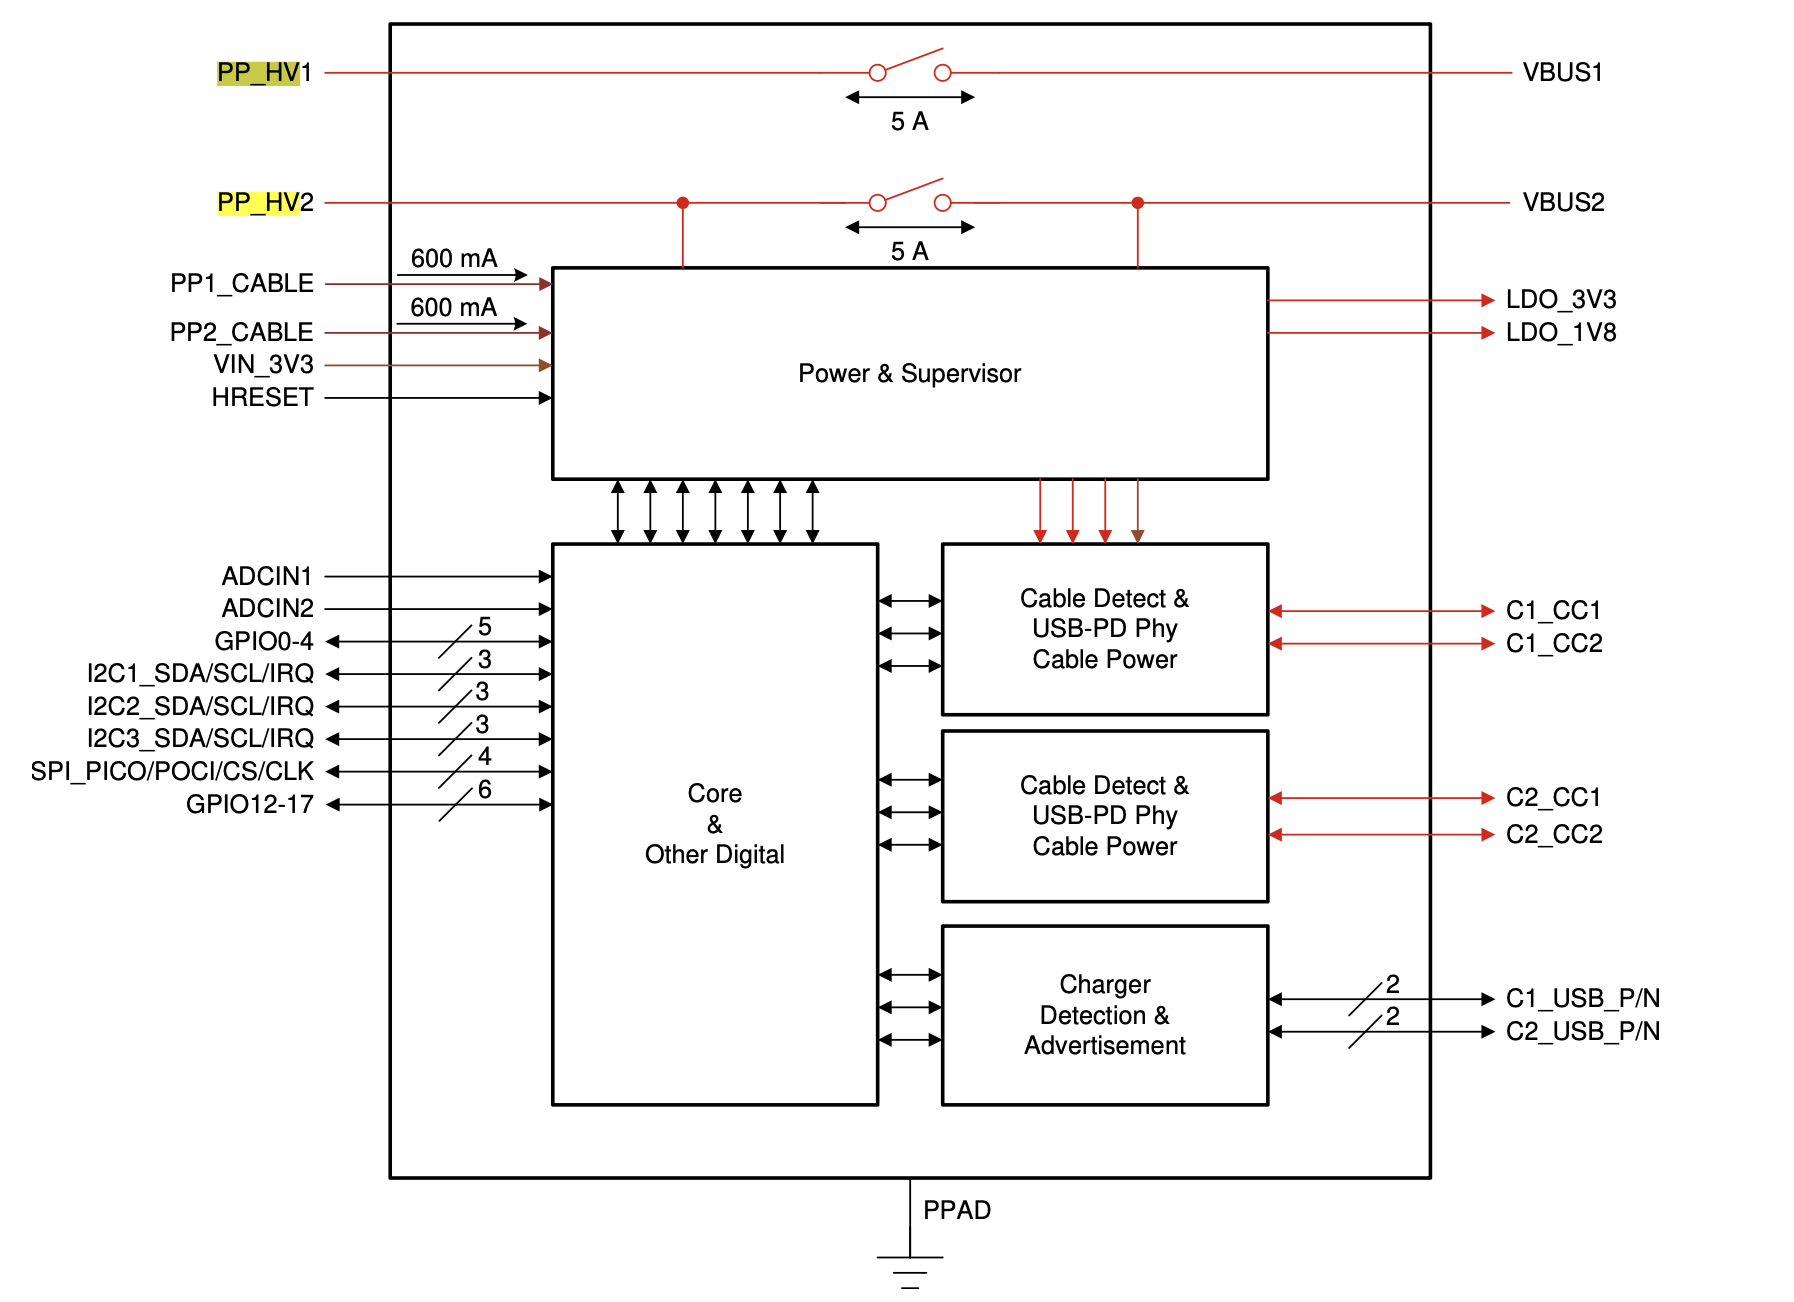 PP_HV1
VBUS1
5 A
PP_HV2
VBUS2
5 A
600 mA
PP1_CABLE
600 mA
PP2_CABLE
VIN_3V3
HRESET
Power & Supervisor
LDO_3V3
LDO_1V8
ADCIN1
ADCIN2
GPIO0-4
5
I2C1_SDA/SCL/IRQ
3
I2C2_SDA/SCL/IRQ
3
I2C3_SDA/SCL/IRQ
3
SPI_PICO/POCI/CS/CLK
4
GPIO12-17
6
Core
&
Other Digital
Cable Detect &
USB-PD Phy
Cable Power
C1_CC1
C1_CC2
Cable Detect &
USB-PD Phy
Cable Power
C2_CC1
C2_CC2
Charger
Detection &
Advertisement
2
C1_USB_P/N
2
C2_USB_P/N
PPAD